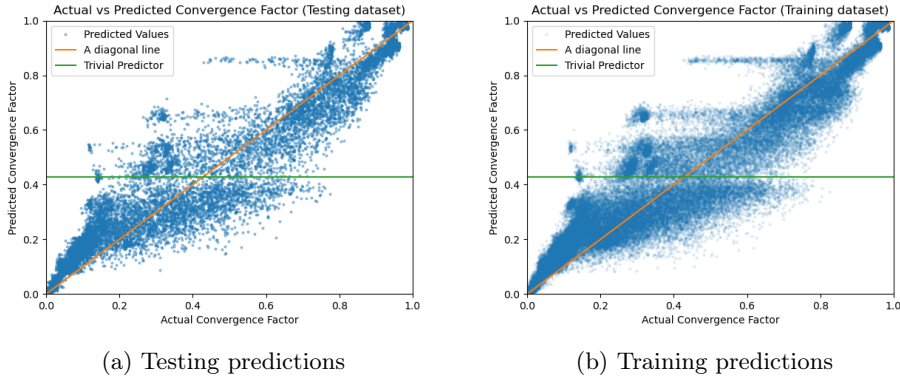 Actual vs Predicted Convergence Factor (Testing dataset)
Predicted Values
A diagonal line
Trivial Predictor
Predicted Convergence Factor
1.0
0.8
0.6
0.4
0.2
0.0
0.0 0.2 0.4 0.6 0.8 1.0
Actual Convergence Factor
(a) Testing predictions
Actual vs Predicted Convergence Factor (Training dataset)
Predicted Values
A diagonal line
Trivial Predictor
Predicted Convergence Factor
1.0
0.8
0.6
0.4
0.2
0.0
0.0 0.2 0.4 0.6 0.8 1.0
Actual Convergence Factor
(b) Training predictions